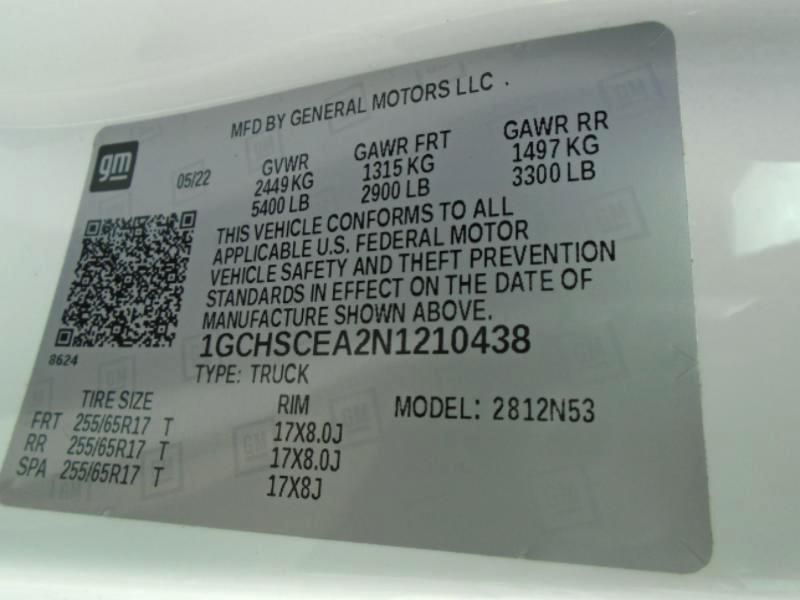 MFD BY GENERAL MOTORS LLC .
gm
05/22 GVWR GAWR FRT GAWR RR
2449 KG 1315 KG 1497 KG
5400 LB 2900 LB 3300 LB
THIS VEHICLE CONFORMS TO ALL
APPLICABLE U.S. FEDERAL MOTOR
VEHICLE SAFETY AND THEFT PREVENTION
STANDARDS IN EFFECT ON THE DATE OF
MANUFACTURE SHOWN ABOVE.
8624
1GCHSCEA2N1210438
TYPE: TRUCK
TIRE SIZE RIM MODEL: 2812N53
FRT 255/65R17 T 17X8.0J
RR 255/65R17 T 17X8.0J
SPA 255/65R17 T 17X8J